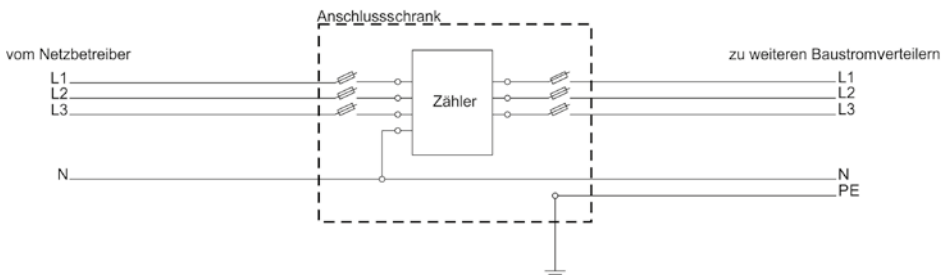 Anschlussschrank
vom Netzbetreiber
zu weiteren Baustromverteilern
L1
L2
L3
Zähler
L1
L2
L3
N
N
PE